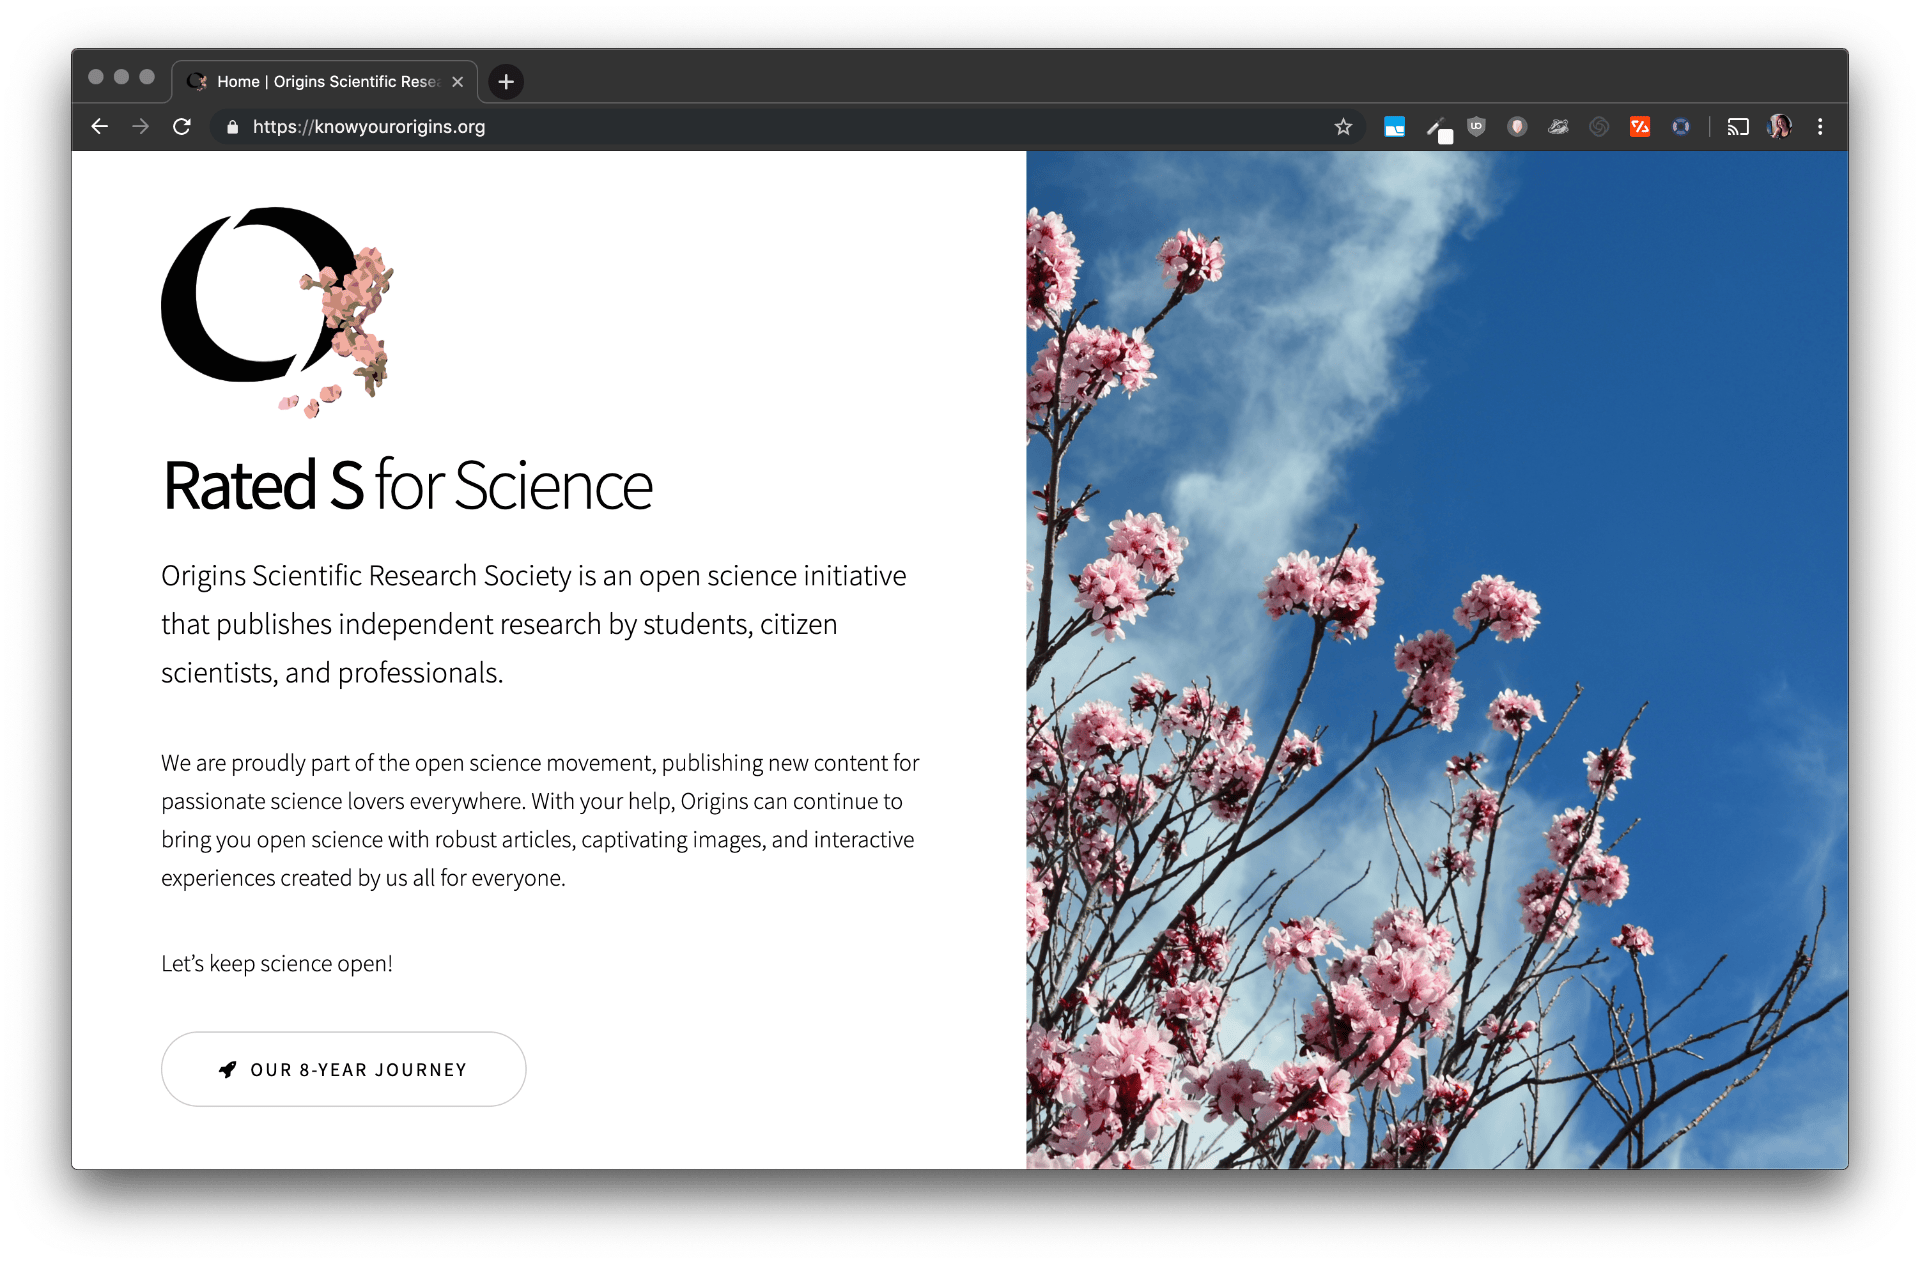 Home | Origins Scientific Resea
https://knowyourorigins.org
Rated S for Science
Origins Scientific Research Society is an open science initiative
that publishes independent research by students, citizen
scientists, and professionals.
We are proudly part of the open science movement, publishing new content for
passionate science lovers everywhere. With your help, Origins can continue to
bring you open science with robust articles, captivating images, and interactive
experiences created by us all for everyone.
Let’s keep science open!
OUR 8-YEAR JOURNEY